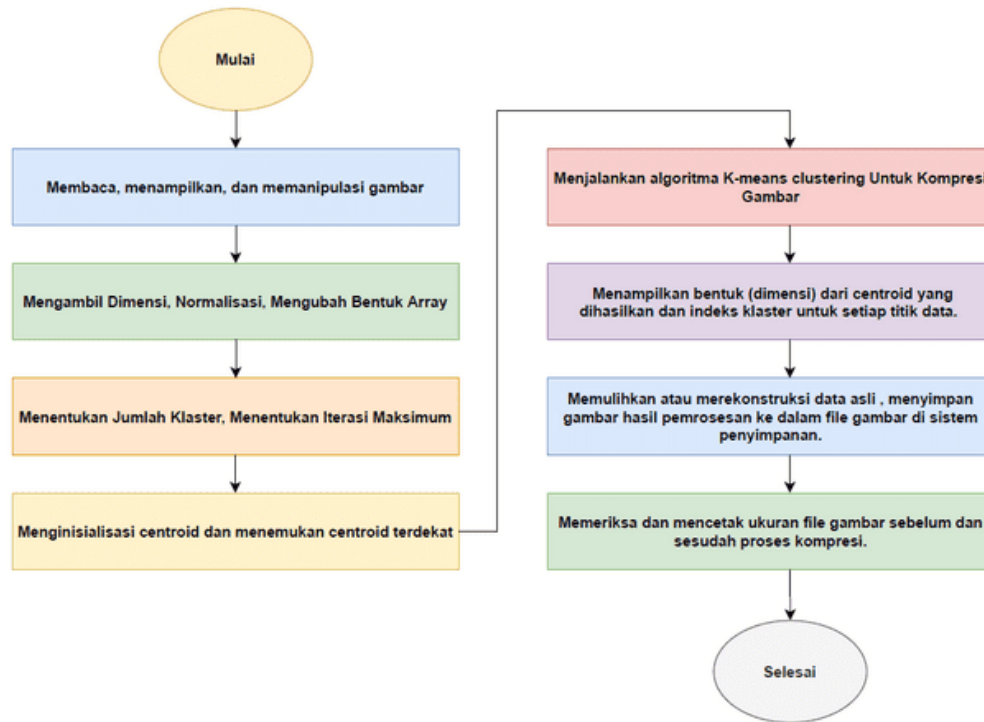 Mulai
Membaca, menampilkan, dan memanipulasi gambar
Mengambil Dimensi, Normalisasi, Mengubah Bentuk Array
Menentukan Jumlah Klaster, Menentukan Iterasi Maksimum
Menginisialisasi centroid dan menemukan centroid terdekat
Menjalankan algoritma K-means clustering Untuk Kompresi
Gambar
Menampilkan bentuk (dimensi) dari centroid yang
dihasilkan dan indeks klaster untuk setiap titik data.
Memulihkan atau merekonstruksi data asli , menyimpan
gambar hasil pemrosesan ke dalam file gambar di sistem
penyimpanan.
Memeriksa dan mencetak ukuran file gambar sebelum dan
sesudah proses kompresi.
Selesai